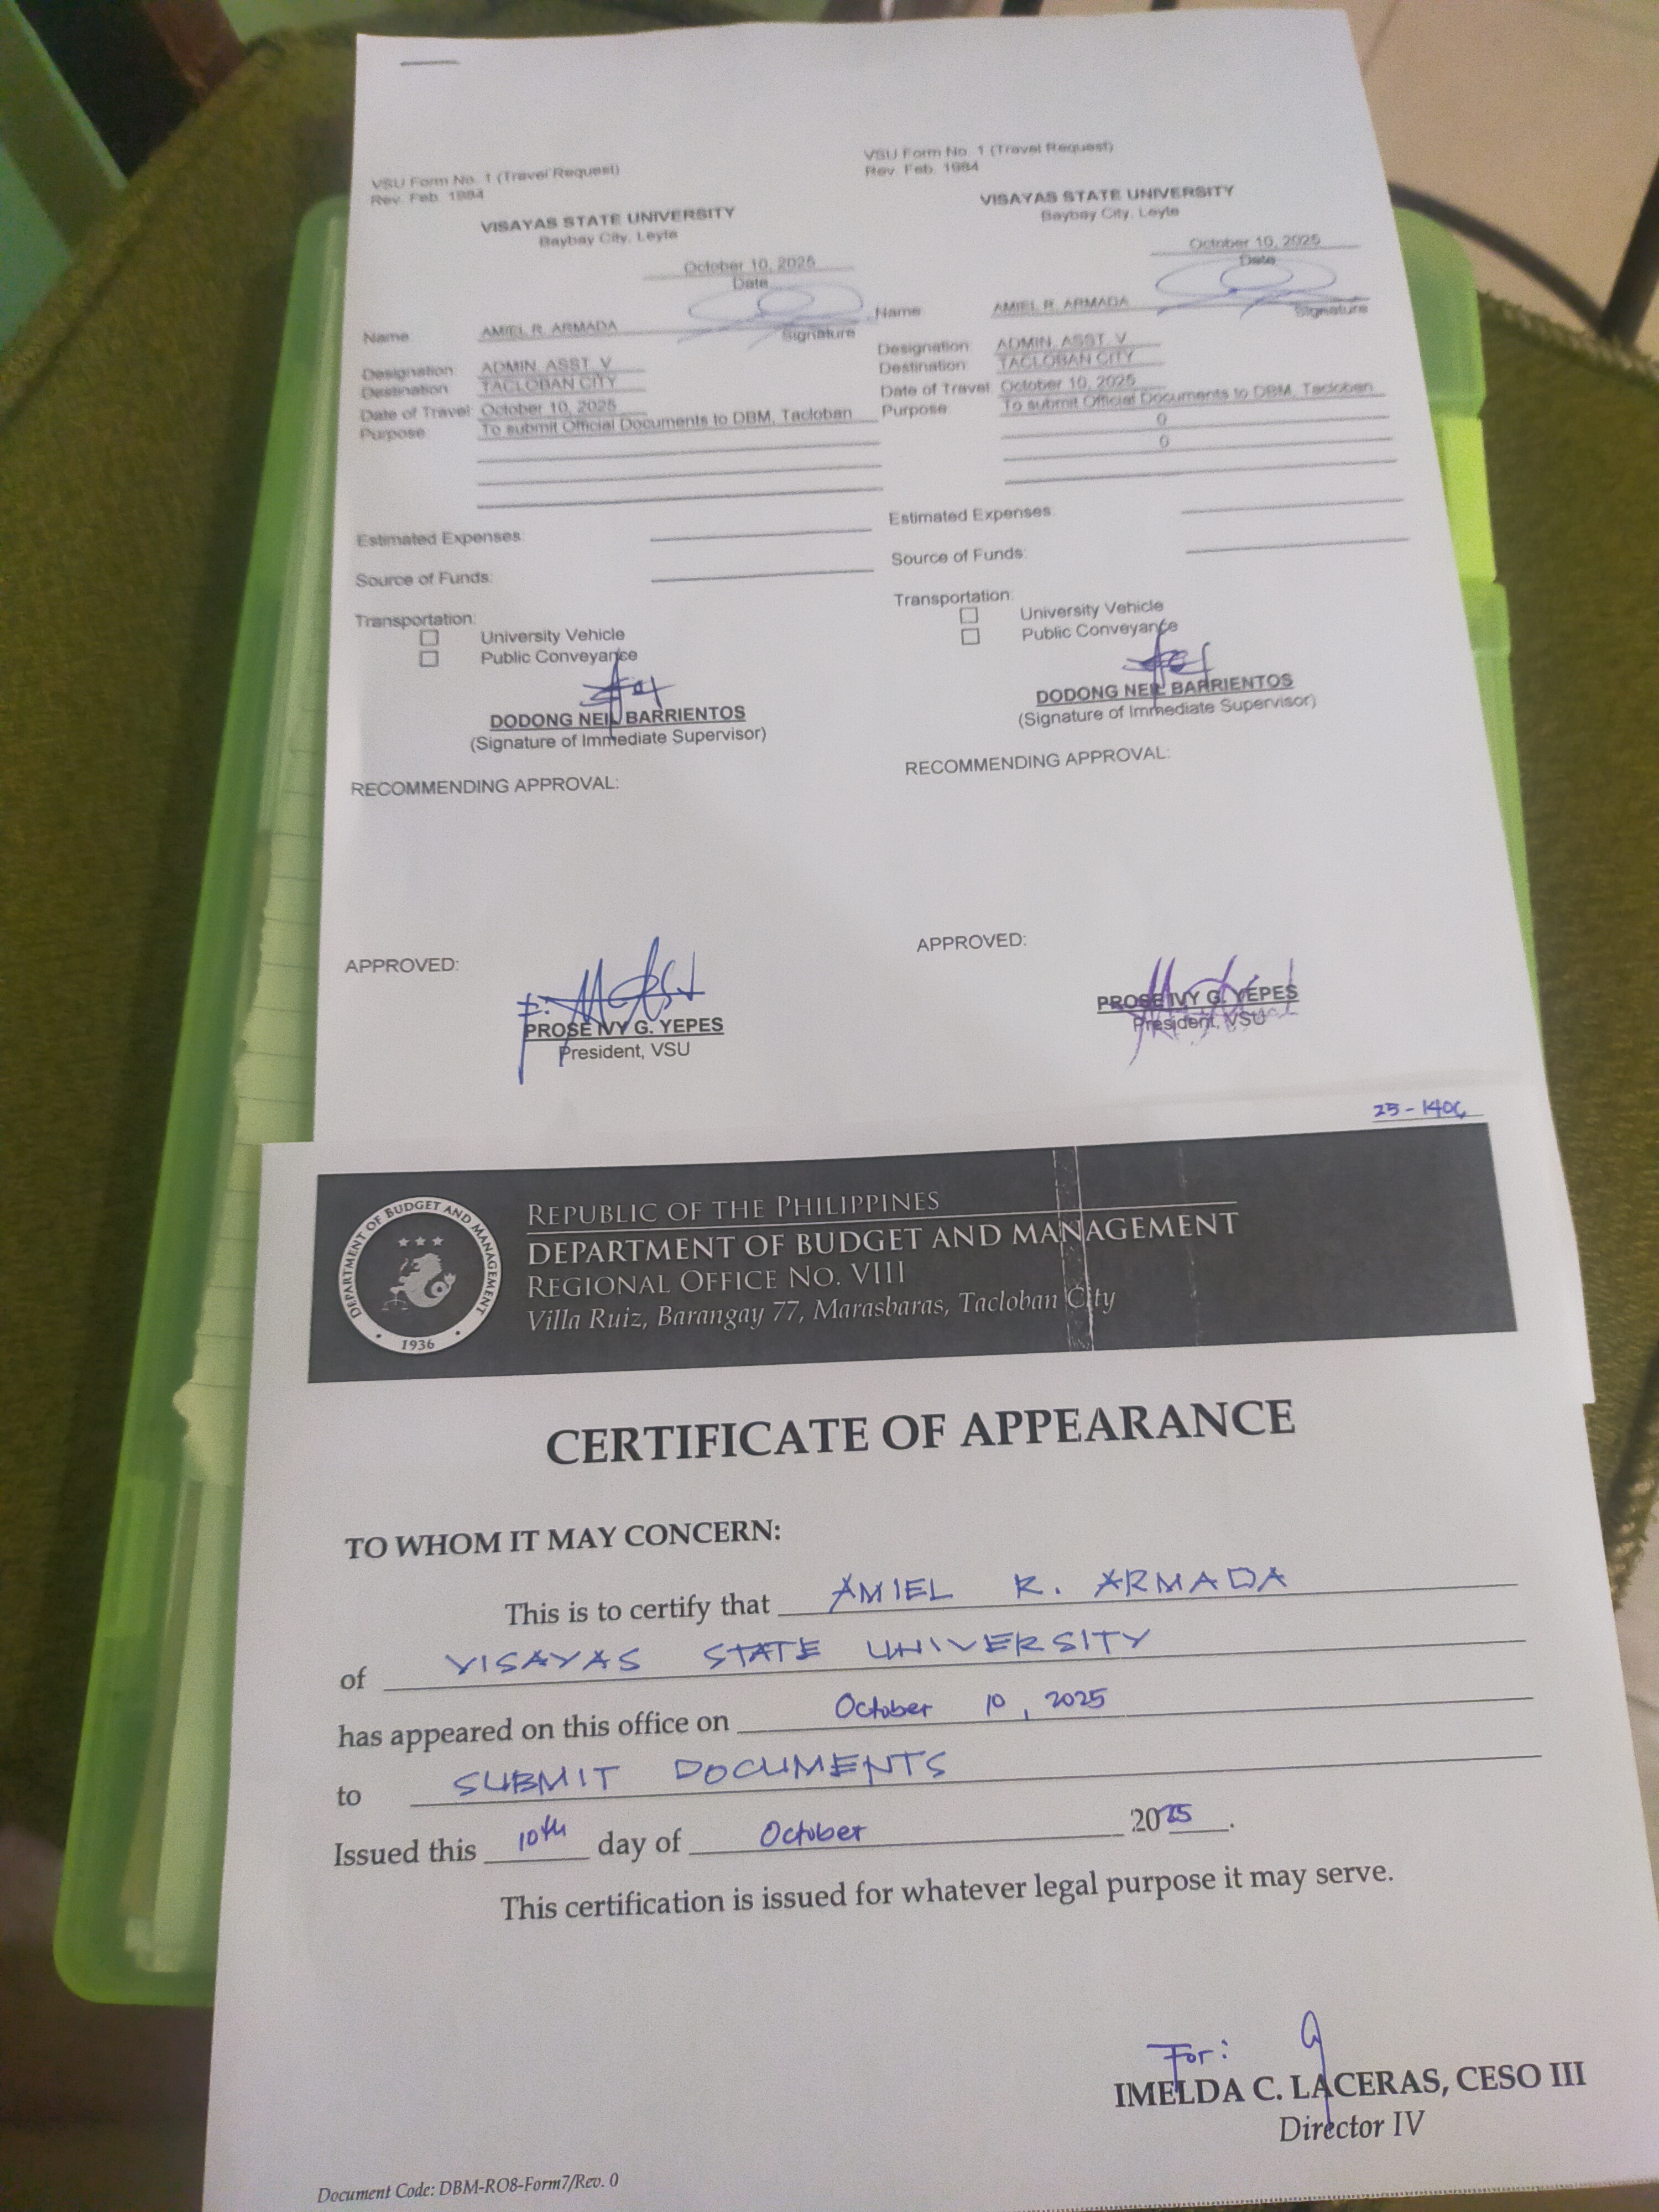 VSU Form No. 1 (Travel Request)
Rev. Feb. 1984
VISAYAS STATE UNIVERSITY
Baybay City, Leyte
October 10, 2025
Date
Name AMIEL R. ARMADA Signature
Designation: ADMIN. ASST. V
Destination: TACLOBAN CITY
Date of Travel: October 10, 2025
Purpose To submit Official Documents to DBM, Tacloban
Estimated Expenses:
Source of Funds:
Transportation:
University Vehicle
Public Conveyance
DODONG NEIL BARRIENTOS
(Signature of Immediate Supervisor)
RECOMMENDING APPROVAL:
APPROVED:
PROSE IVY G. YEPES
President, VSU
VSU Form No. 1 (Travel Request)
Rev. Feb. 1984
VISAYAS STATE UNIVERSITY
Baybay City, Leyte
October 10, 2025
Date
Name AMIEL R. ARMADA Signature
Designation: ADMIN. ASST. V
Destination: TACLOBAN CITY
Date of Travel October 10, 2025
Purpose To submit Official Documents to DBM, Tacloban
0
0
Estimated Expenses
Source of Funds:
Transportation:
University Vehicle
Public Conveyance
DODONG NEIL BARRIENTOS
(Signature of Immediate Supervisor)
RECOMMENDING APPROVAL:
APPROVED:
PROSE IVY G. YEPES
President, VSU
REPUBLIC OF THE PHILIPPINES
DEPARTMENT OF BUDGET AND MANAGEMENT
REGIONAL OFFICE NO. VIII
Villa Ruiz, Barangay 77, Marasbaras, Tacloban City
DEPARTMENT OF BUDGET AND MANAGEMENT
1936
CERTIFICATE OF APPEARANCE
TO WHOM IT MAY CONCERN:
This is to certify that AMIEL R. ARMADA
of VISAYAS STATE UNIVERSITY
has appeared on this office on October 10, 2025
to SUBMIT DOCUMENTS
Issued this 10th day of October 2025.
This certification is issued for whatever legal purpose it may serve.
For:
IMELDA C. LACERAS, CESO III
Director IV
Document Code: DBM-RO8-Form7/Rev. 0